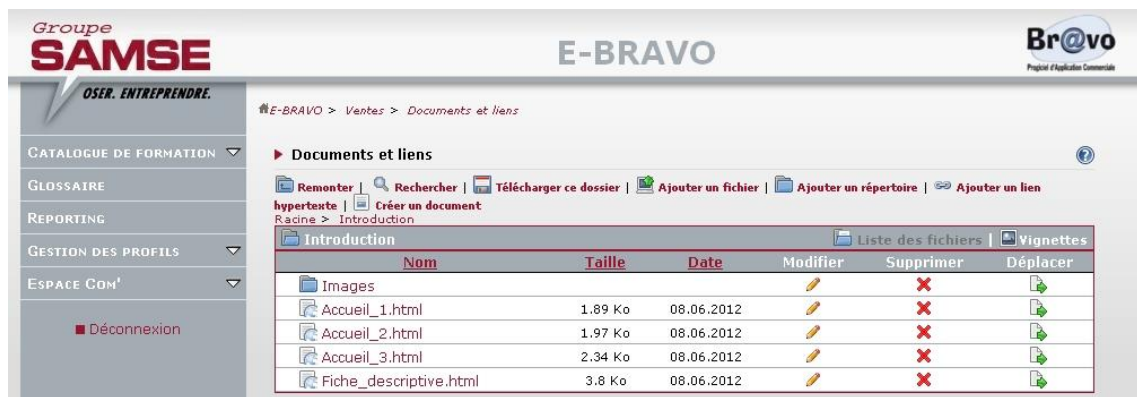 Groupe
SAMSE
OSER. ENTREPRENDRE.
E-BRAVO
Br@vo
Progiciel d'Application Commerciale
E-BRAVO > Ventes > Documents et liens
CATALOGUE DE FORMATION
GLOSSAIRE
REPORTING
GESTION DES PROFILS
ESPACE COM'
Déconnexion
Documents et liens
Remonter | Rechercher | Télécharger ce dossier | Ajouter un fichier | Ajouter un répertoire | Ajouter un lien
hypertexte | Créer un document
Racine > Introduction
Introduction Liste des fichiers | Vignettes
Nom Taille Date Modifier Supprimer Déplacer
Images
Accueil_1.html 1.89 Ko 08.06.2012
Accueil_2.html 1.97 Ko 08.06.2012
Accueil_3.html 2.34 Ko 08.06.2012
Fiche_descriptive.html 3.8 Ko 08.06.2012